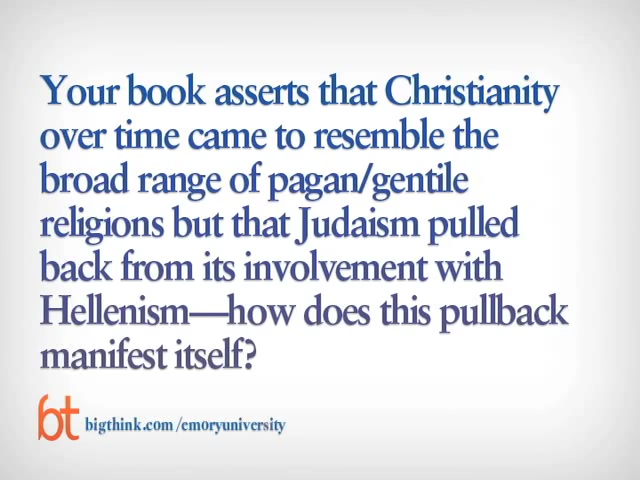 Your book asserts that Christianity
over time came to resemble the
broad range of pagan/gentile
religions but that Judaism pulled
back from its involvement with
Hellenism—how does this pullback
manifest itself?
bt bigthink.com/emoryuniversity